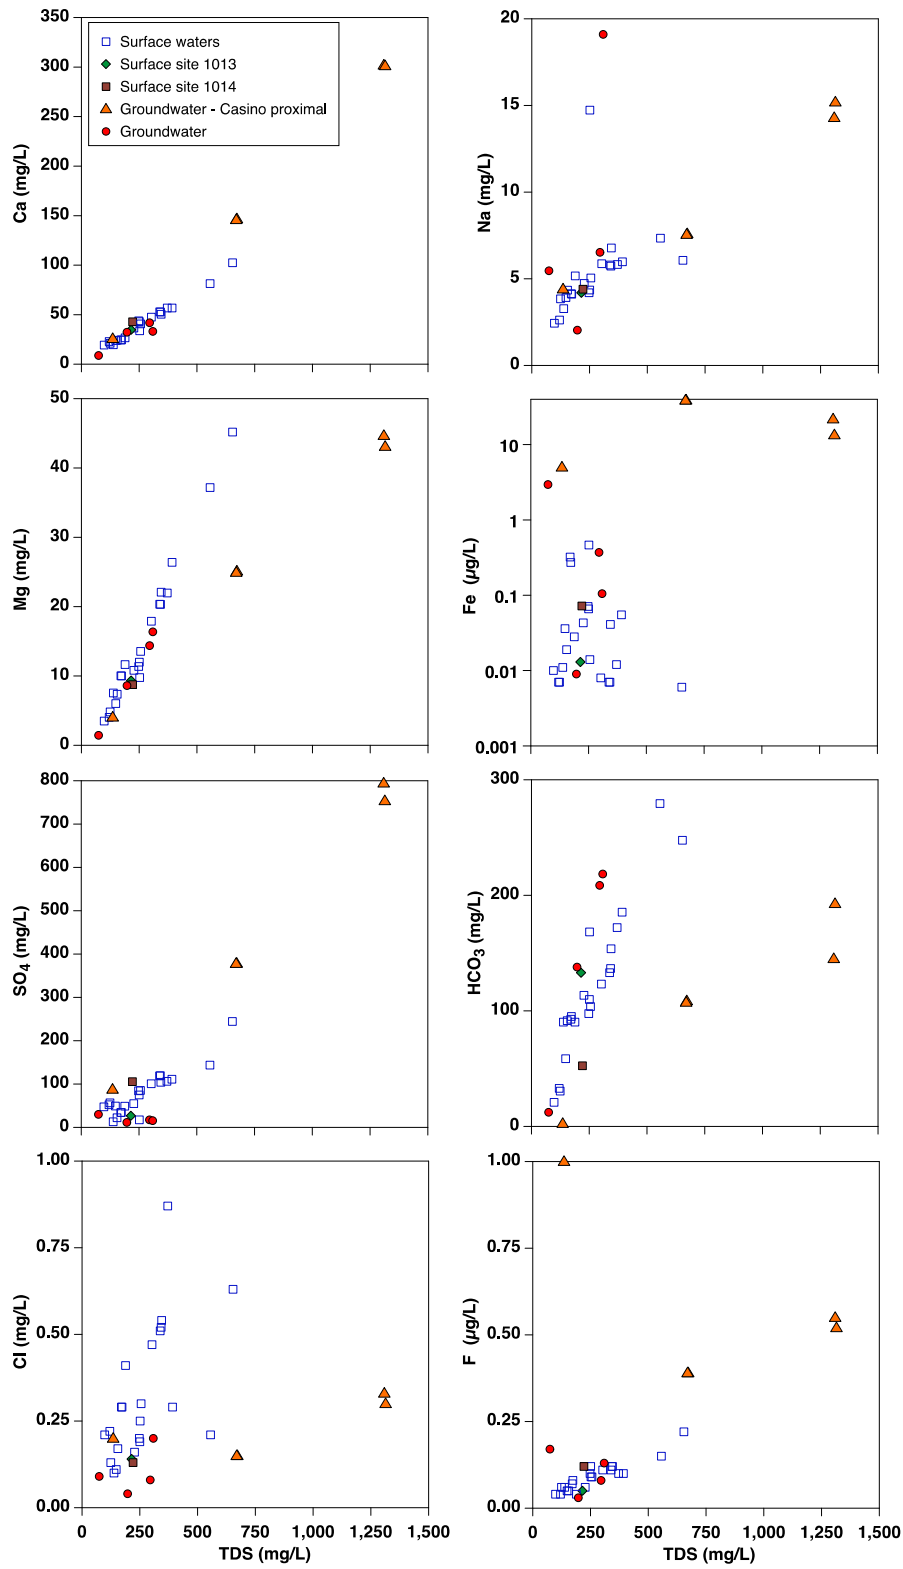 350
300
250
200
150
100
50
0
Ca (mg/L)
Surface waters
Surface site 1013
Surface site 1014
Groundwater - Casino proximal
Groundwater
20
15
10
5
0
Na (mg/L)
50
40
30
20
10
0
Mg (mg/L)
10
1
0.1
0.01
0.001
Fe (µg/L)
800
700
600
500
400
300
200
100
0
SO4 (mg/L)
300
200
100
0
HCO3 (mg/L)
1.00
0.75
0.50
0.25
0.00
Cl (mg/L)
0 250 500 750 1,000 1,250 1,500
TDS (mg/L)
1.00
0.50
0.00
F (µg/L)
0 250 500 750 1,000 1,250 1,500
TDS (mg/L)